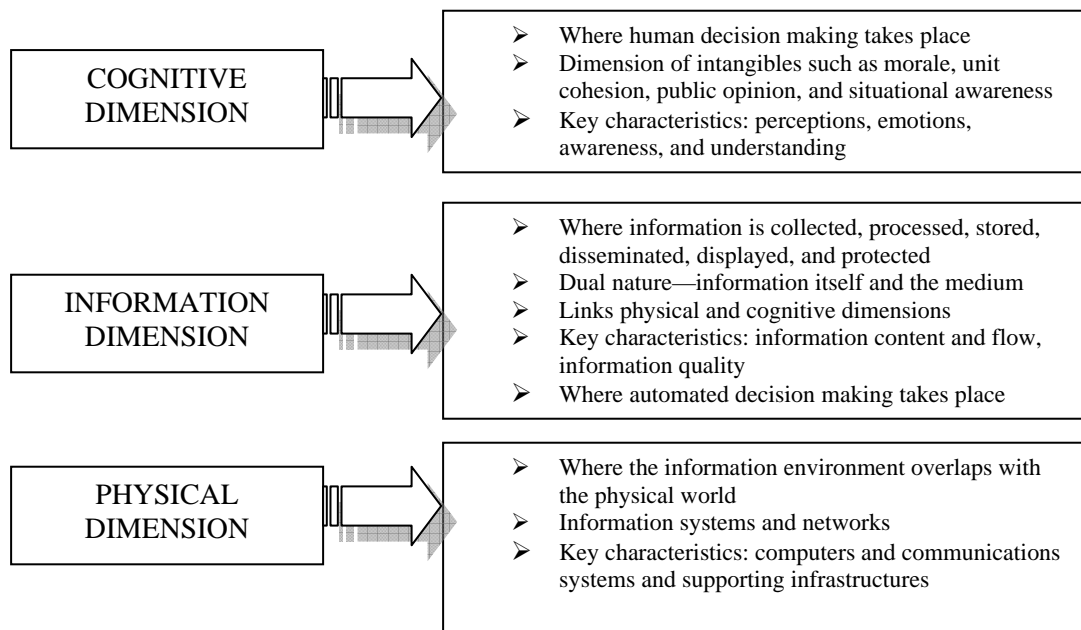 COGNITIVE
DIMENSION
➢ Where human decision making takes place
➢ Dimension of intangibles such as morale, unit
cohesion, public opinion, and situational awareness
➢ Key characteristics: perceptions, emotions,
awareness, and understanding
INFORMATION
DIMENSION
➢ Where information is collected, processed, stored,
disseminated, displayed, and protected
➢ Dual nature—information itself and the medium
➢ Links physical and cognitive dimensions
➢ Key characteristics: information content and flow,
information quality
➢ Where automated decision making takes place
PHYSICAL
DIMENSION
➢ Where the information environment overlaps with
the physical world
➢ Information systems and networks
➢ Key characteristics: computers and communications
systems and supporting infrastructures